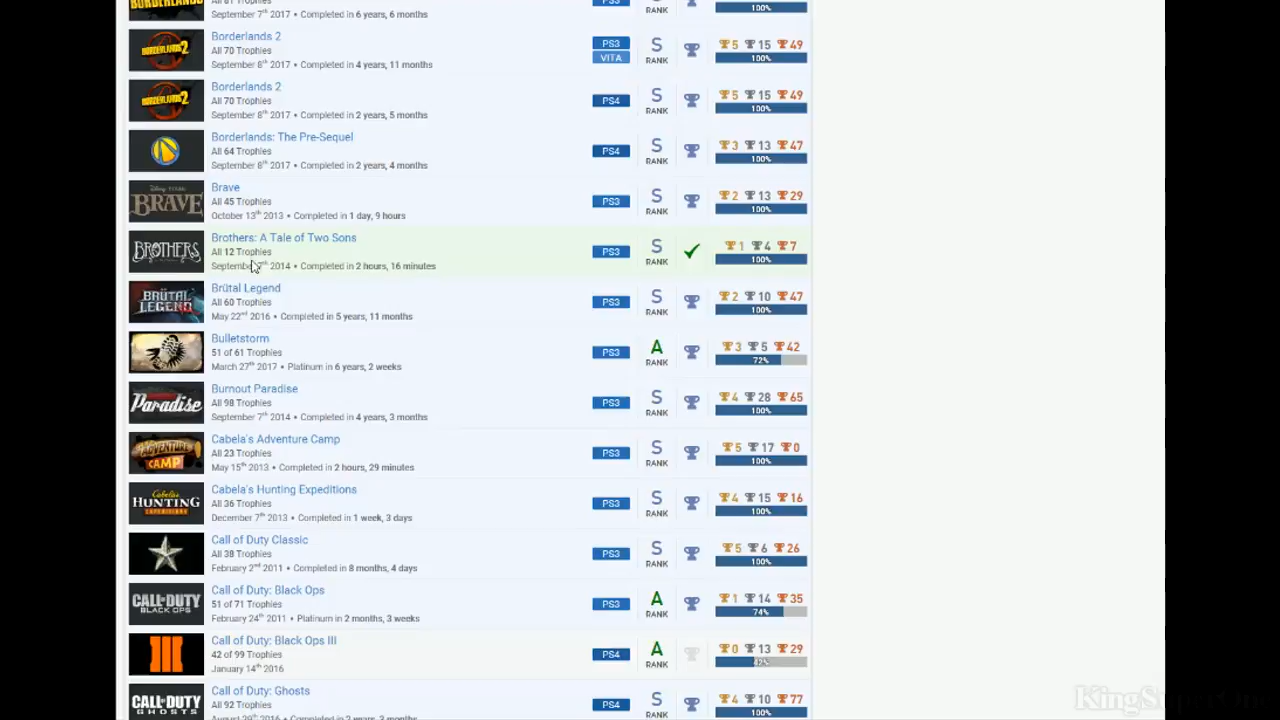 BORDERLANDS
PS3
100%
September 7th 2017 • Completed in 6 years, 6 months
Borderlands 2
All 70 Trophies
September 8th 2017 • Completed in 4 years, 11 months
PS3
VITA
S
RANK
5 15 49
100%
Borderlands 2
All 70 Trophies
September 8th 2017 • Completed in 2 years, 5 months
PS4
S
RANK
5 15 49
100%
Borderlands: The Pre-Sequel
All 64 Trophies
September 8th 2017 • Completed in 2 years, 4 months
PS4
S
RANK
3 13 47
100%
DISNEY PIXAR
BRAVE
Brave
All 45 Trophies
October 13th 2013 • Completed in 1 day, 9 hours
PS3
S
RANK
2 13 29
100%
BROTHERS
Brothers: A Tale of Two Sons
All 12 Trophies
2014 • Completed in 2 hours, 16 minutes
PS3
S
RANK
1 4 7
100%
BRÜTAL
LEGEND
Brütal Legend
All 60 Trophies
May 22nd 2016 • Completed in 5 years, 11 months
PS3
S
RANK
2 10 47
100%
Bulletstorm
51 of 61 Trophies
March 27th 2017 • Platinum in 6 years, 2 weeks
PS3
A
RANK
3 5 42
72%
Paradise
Burnout Paradise
All 98 Trophies
September 7th 2014 • Completed in 4 years, 3 months
PS3
S
RANK
4 28 65
100%
ADVENTURE
CAMP
Cabela's Adventure Camp
All 23 Trophies
May 15th 2013 • Completed in 2 hours, 29 minutes
PS3
S
RANK
5 17 0
100%
Cabela's
HUNTING
EXPEDITIONS
Cabela's Hunting Expeditions
All 36 Trophies
December 7th 2013 • Completed in 1 week, 3 days
PS3
S
RANK
4 15 16
100%
Call of Duty Classic
All 38 Trophies
February 2nd 2011 • Completed in 8 months, 4 days
PS3
S
RANK
5 6 26
100%
CALL OF DUTY
BLACK OPS
Call of Duty: Black Ops
51 of 71 Trophies
February 24th 2011 • Platinum in 2 months, 3 weeks
PS3
A
RANK
1 14 35
74%
III
Call of Duty: Black Ops III
42 of 99 Trophies
January 14th 2016
PS4
A
RANK
0 13 29
42%
CALL OF DUTY
GHOSTS
Call of Duty: Ghosts
All 92 Trophies
PS4
S
RANK
4 10 77
100%